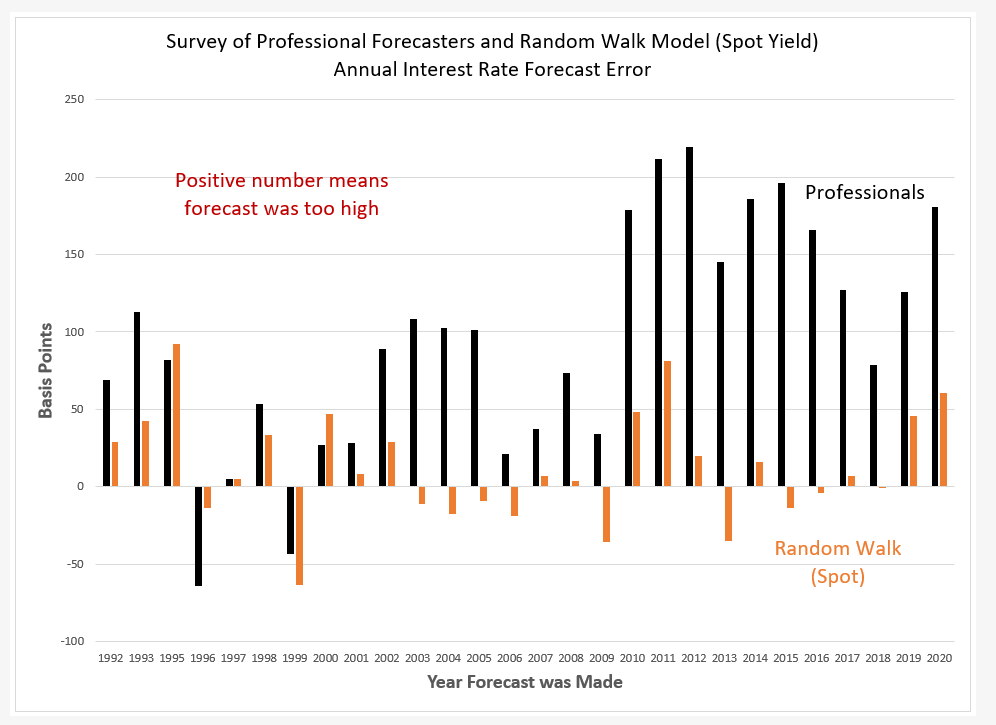 Survey of Professional Forecasters and Random Walk Model (Spot Yield)
Annual Interest Rate Forecast Error
250
200
150
100
50
0
-50
-100
Basis Points
Positive number means
forecast was too high
Professionals
Random Walk
(Spot)
1992 1993 1995 1996 1997 1998 1999 2000 2001 2002 2003 2004 2005 2006 2007 2008 2009 2010 2011 2012 2013 2014 2015 2016 2017 2018 2019 2020
Year Forecast was Made